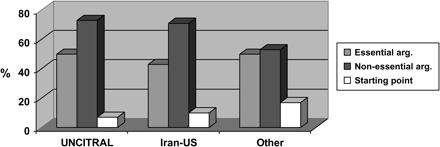 80
60
40
20
0
%
UNCITRAL Iran-US Other
Essential arg.
Non-essential arg.
Starting point